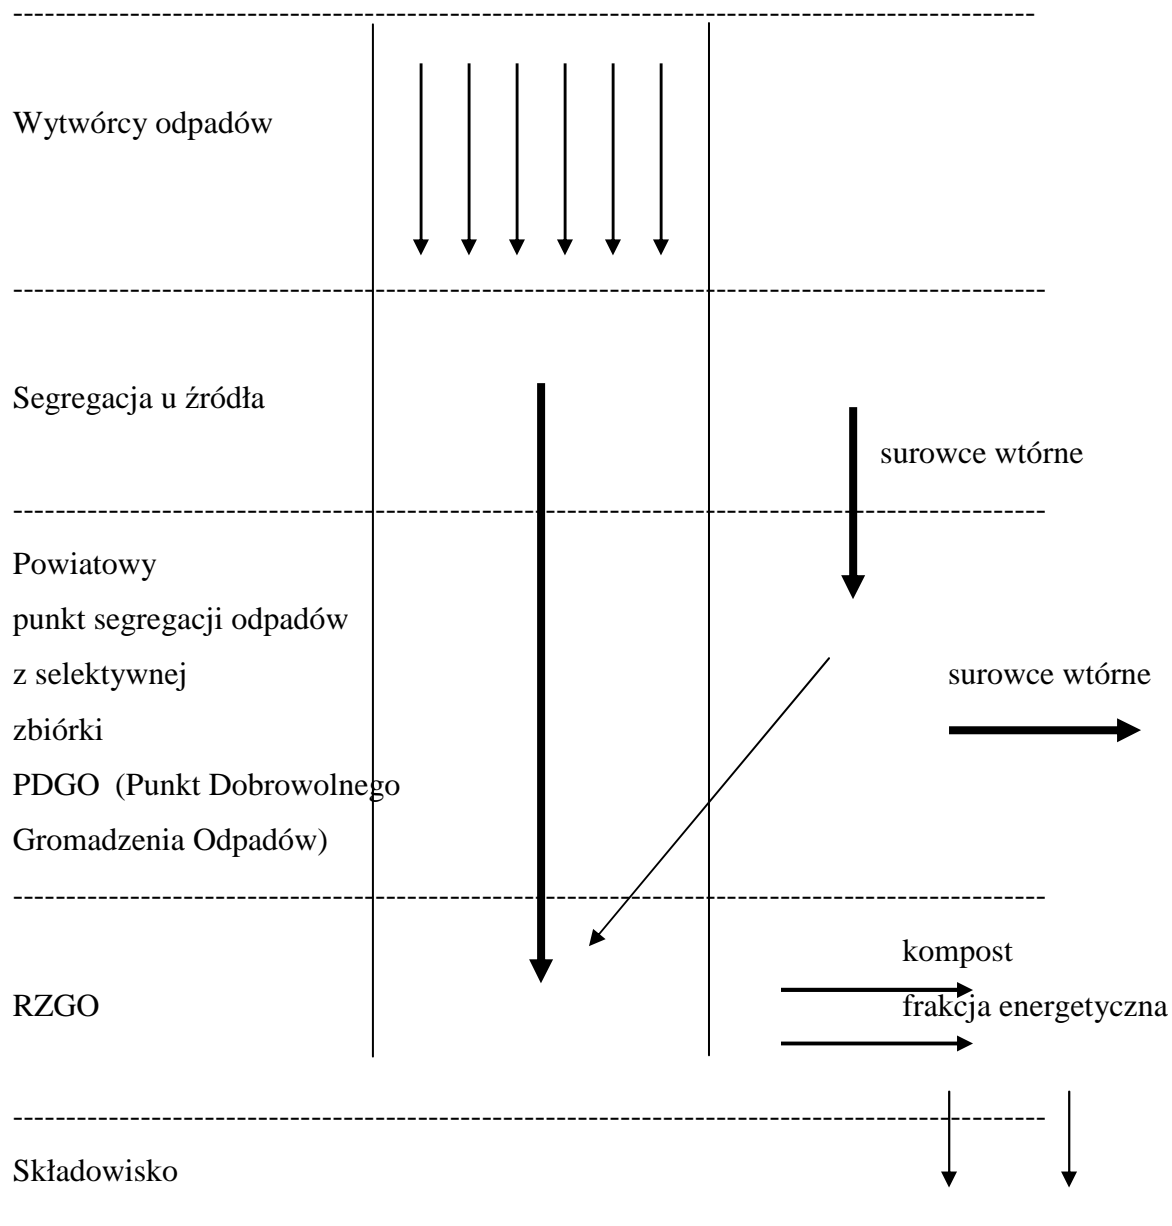 Wytwórcy odpadów
Segregacja u źródła
surowce wtórne
Powiatowy
punkt segregacji odpadów
z selektywnej
surowce wtórne
zbiórki
PDGO (Punkt Dobrowolnego
Gromadzenia Odpadów)
kompost
RZGO
frakcja energetyczna
Składowisko